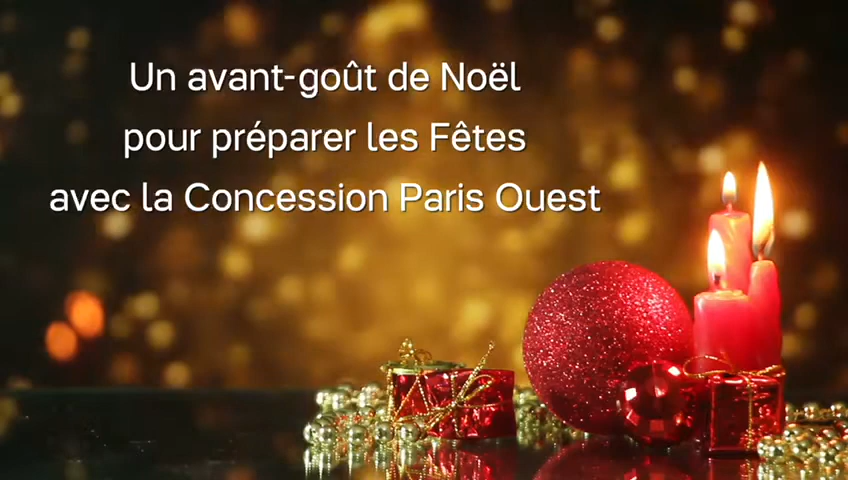 Un avant-goût de Noël
pour préparer les Fêtes
avec la Concession Paris Ouest